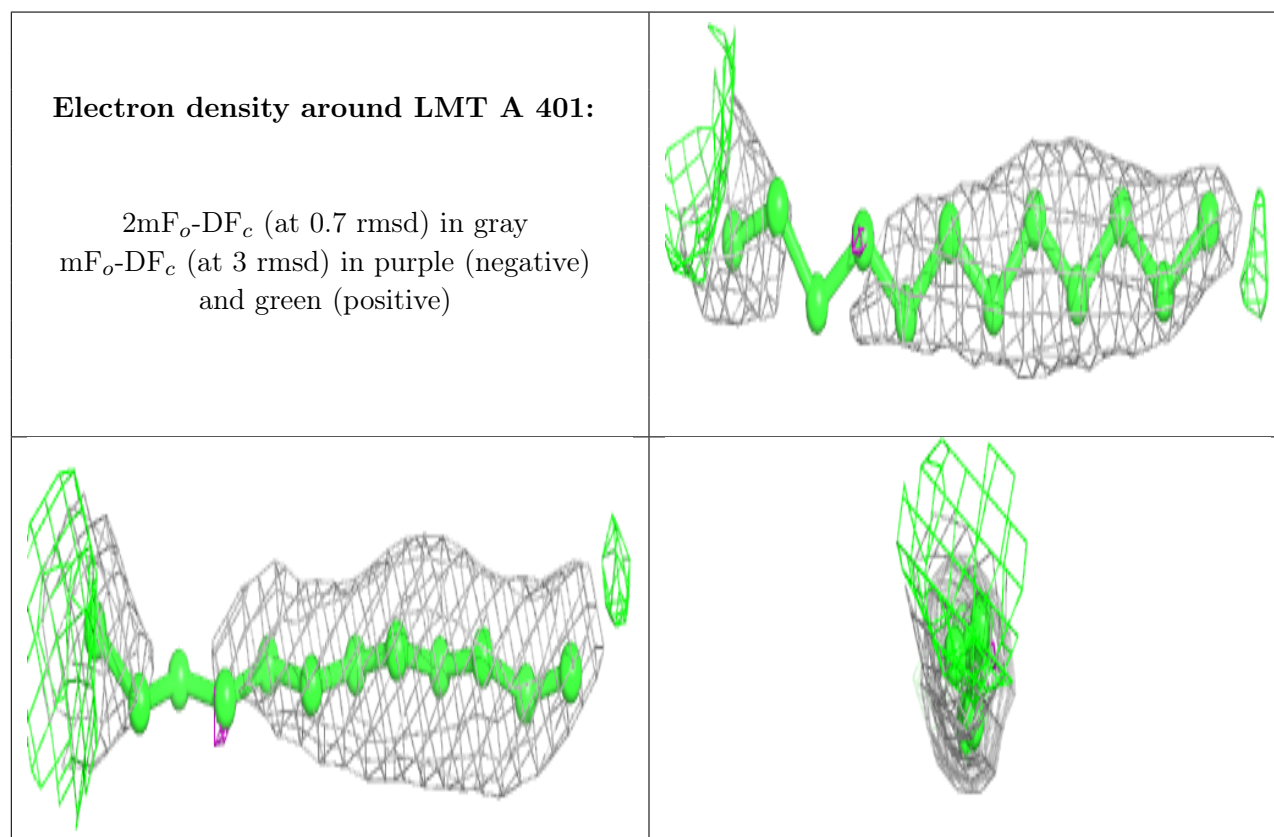 Electron density around LMT A 401:
2mFo-DFc (at 0.7 rmsd) in gray
mFo-DFc (at 3 rmsd) in purple (negative)
and green (positive)